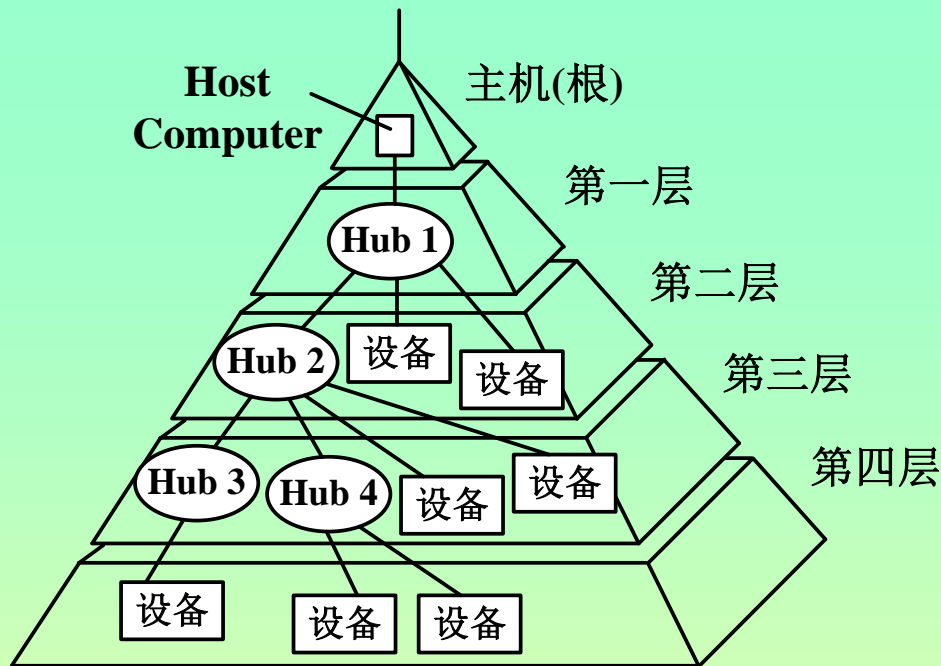 Host
Computer
主机(根)
第一层
Hub 1
第二层
Hub 2
设备
设备
第三层
Hub 3
Hub 4
设备
设备
第四层
设备
设备
设备